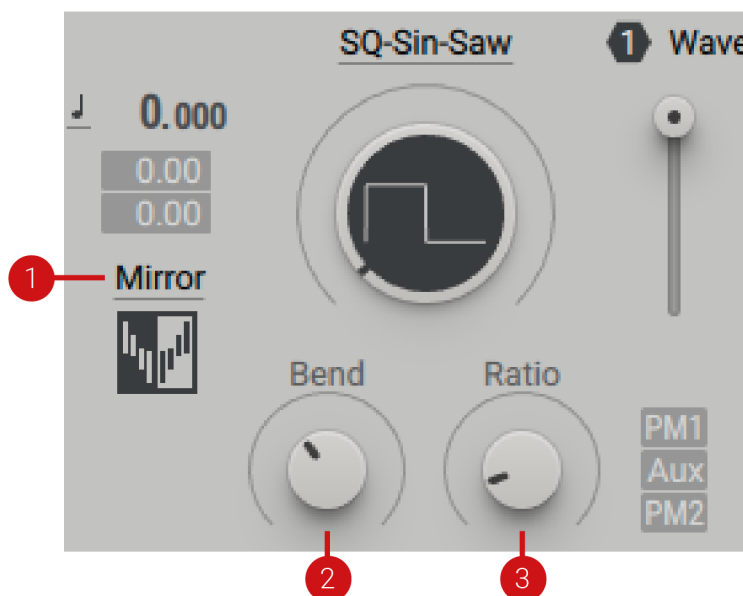 SQ-Sin-Saw
1 Wave
0.000
0.00
0.00
1
Mirror
Bend
Ratio
PM1
Aux
PM2
2
3